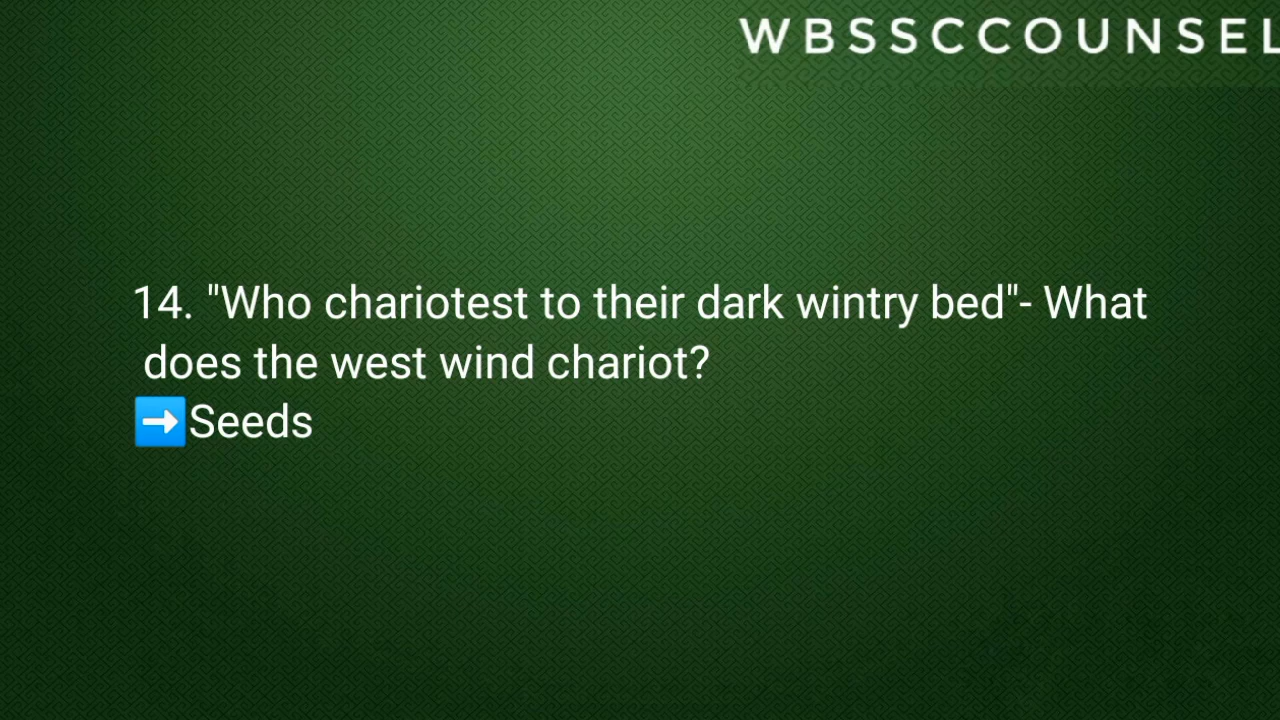 WBSSCCOUNSEL
14. "Who chariotest to their dark wintry bed"- What
does the west wind chariot?
➡Seeds